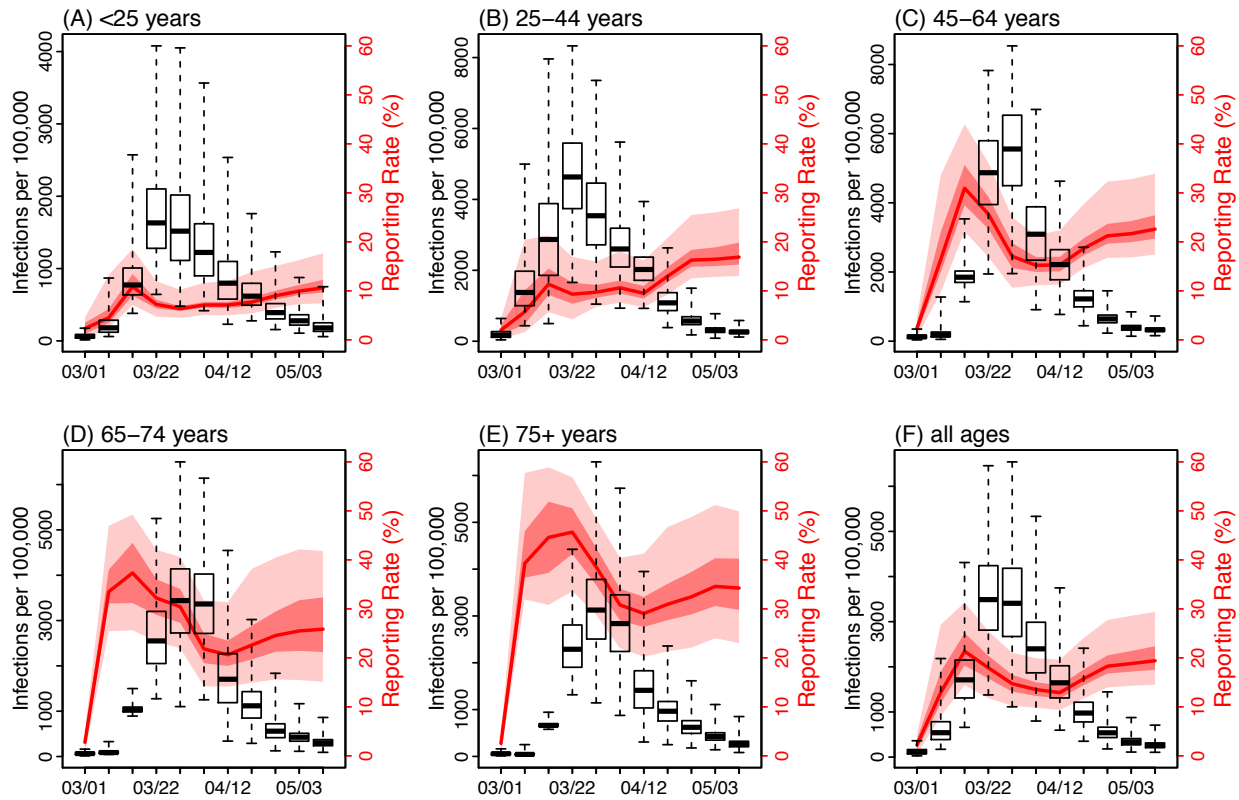 (A) <25 years
Infections per 100,000
0 1000 2000 3000 4000
Reporting Rate (%)
0 10 20 30 40 50 60
03/01 03/22 04/12 05/03
(B) 25−44 years
Infections per 100,000
0 2000 4000 6000 8000
Reporting Rate (%)
0 10 20 30 40 50 60
03/01 03/22 04/12 05/03
(C) 45−64 years
Infections per 100,000
0 2000 4000 6000 8000
Reporting Rate (%)
0 10 20 30 40 50 60
03/01 03/22 04/12 05/03
(D) 65−74 years
Infections per 100,000
0 1000 3000 5000
Reporting Rate (%)
0 10 20 30 40 50 60
03/01 03/22 04/12 05/03
(E) 75+ years
Infections per 100,000
0 1000 3000 5000
Reporting Rate (%)
0 10 20 30 40 50 60
03/01 03/22 04/12 05/03
(F) all ages
Infections per 100,000
0 1000 3000 5000
Reporting Rate (%)
0 10 20 30 40 50 60
03/01 03/22 04/12 05/03